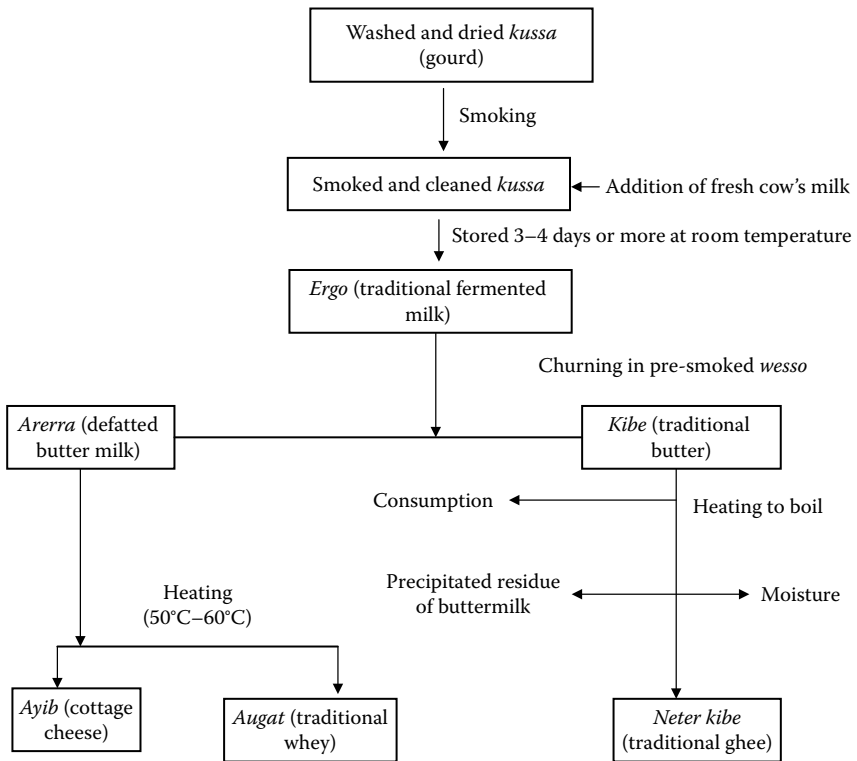 Washed and dried kussa
(gourd)
Smoking
Smoked and cleaned kussa
Addition of fresh cow’s milk
Stored 3–4 days or more at room temperature
Ergo (traditional fermented
milk)
Churning in pre-smoked wesso
Arerra (defatted
butter milk)
Kibe (traditional
butter)
Consumption
Heating to boil
Heating
(50°C–60°C)
Precipitated residue
of buttermilk
Moisture
Ayib (cottage
cheese)
Augat (traditional
whey)
Neter kibe
(traditional ghee)